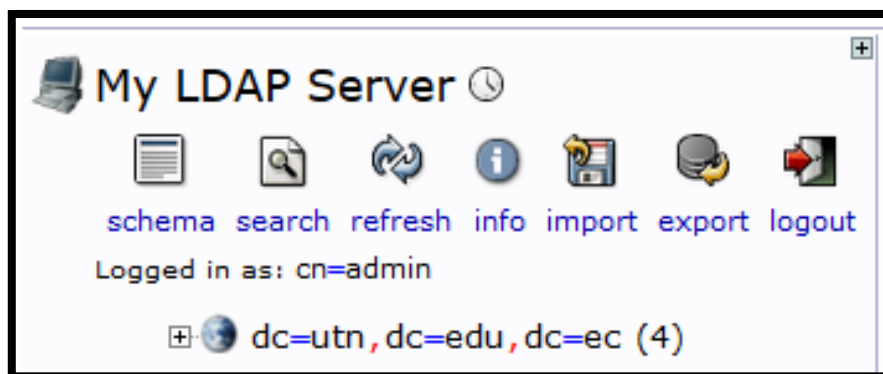 My LDAP Server
schema search refresh info import export logout
Logged in as: cn=admin
dc=utn,dc=edu,dc=ec (4)